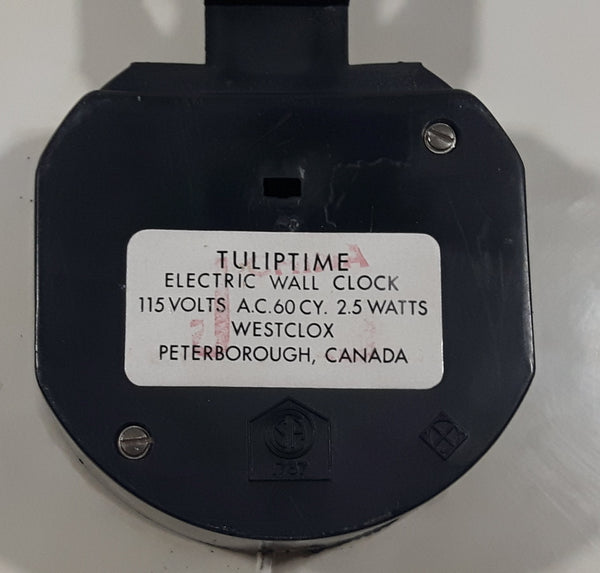 TULIPTIME
ELECTRIC WALL CLOCK
115 VOLTS A.C. 60 CY. 2.5 WATTS
WESTCLOX
PETERBOROUGH, CANADA